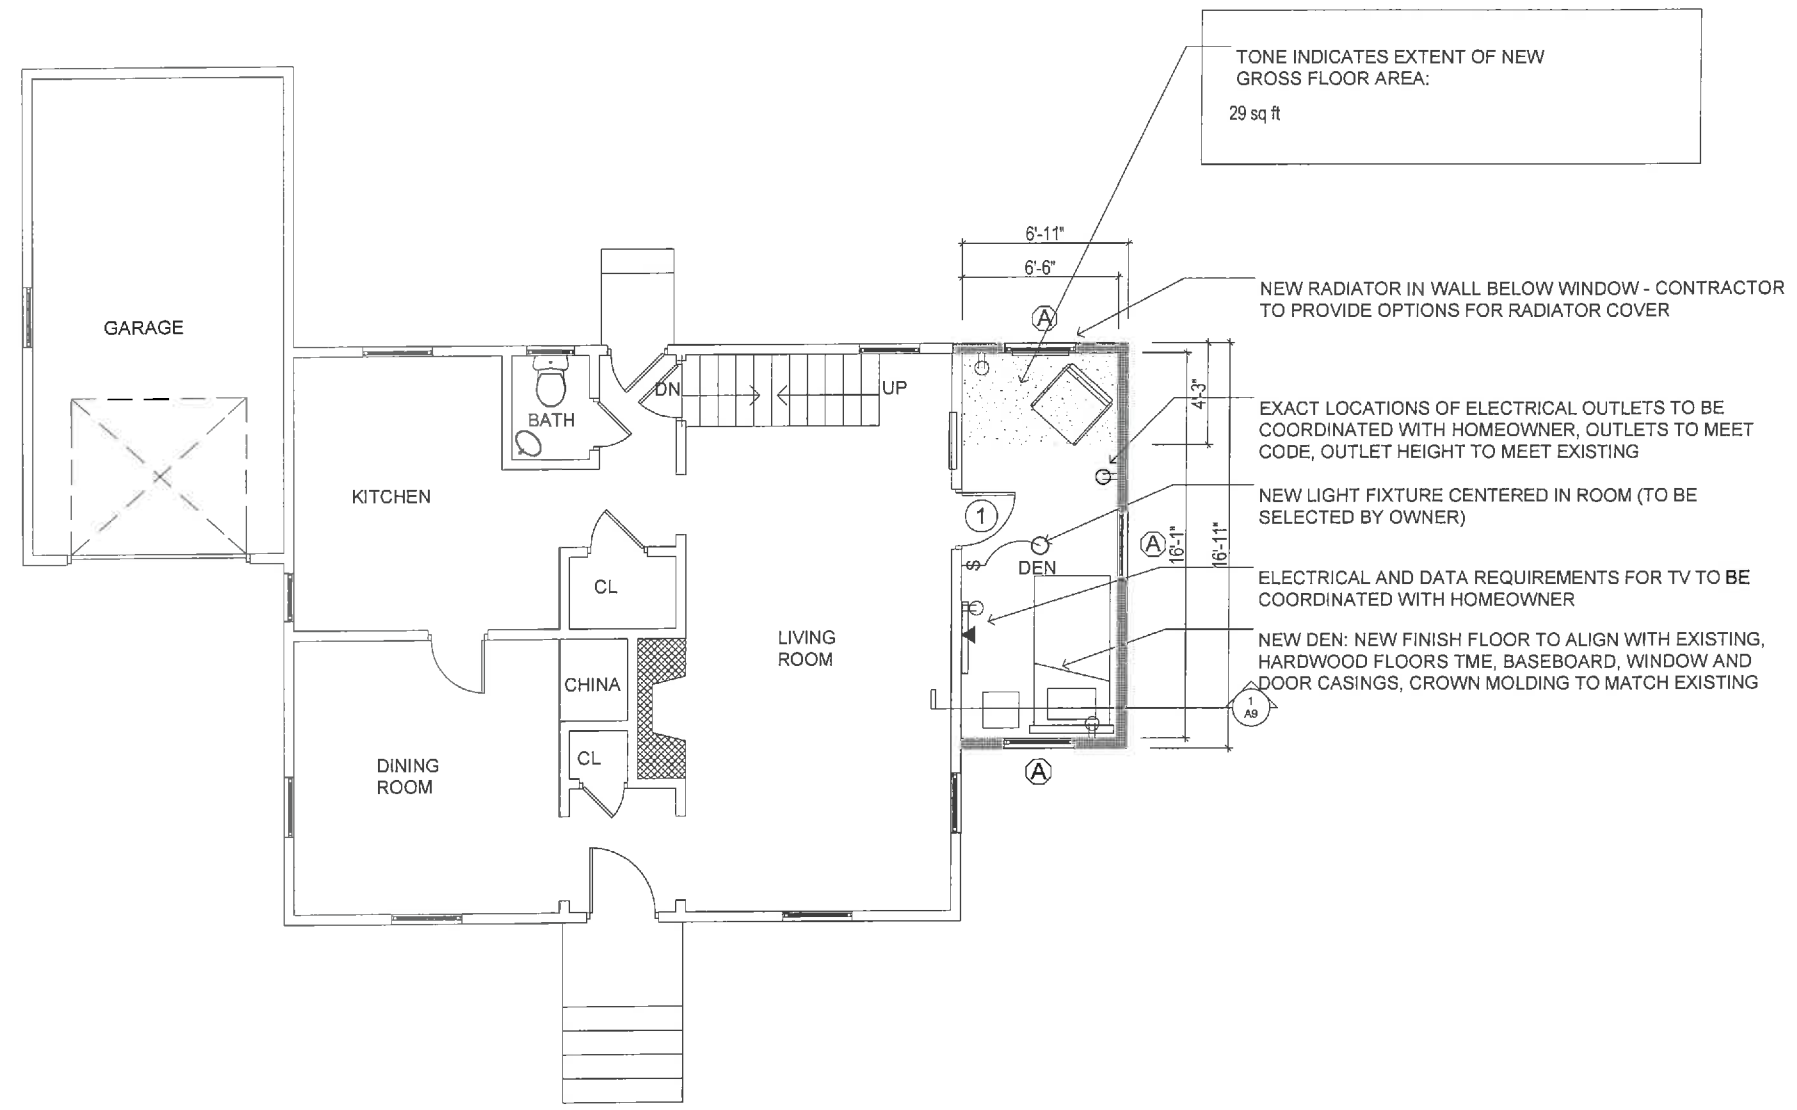 TONE INDICATES EXTENT OF NEW
GROSS FLOOR AREA:
29 sq ft
6'-11"
6'-6"
A
NEW RADIATOR IN WALL BELOW WINDOW - CONTRACTOR
TO PROVIDE OPTIONS FOR RADIATOR COVER
GARAGE
DN
UP
4'-3"
BATH
EXACT LOCATIONS OF ELECTRICAL OUTLETS TO BE
COORDINATED WITH HOMEOWNER, OUTLETS TO MEET
CODE, OUTLET HEIGHT TO MEET EXISTING
KITCHEN
1
NEW LIGHT FIXTURE CENTERED IN ROOM (TO BE
SELECTED BY OWNER)
A
16'-1"
16'-11"
S
DEN
CL
ELECTRICAL AND DATA REQUIREMENTS FOR TV TO BE
COORDINATED WITH HOMEOWNER
LIVING
ROOM
NEW DEN: NEW FINISH FLOOR TO ALIGN WITH EXISTING,
HARDWOOD FLOORS TME, BASEBOARD, WINDOW AND
DOOR CASINGS, CROWN MOLDING TO MATCH EXISTING
CHINA
1
A9
CL
DINING
ROOM
A